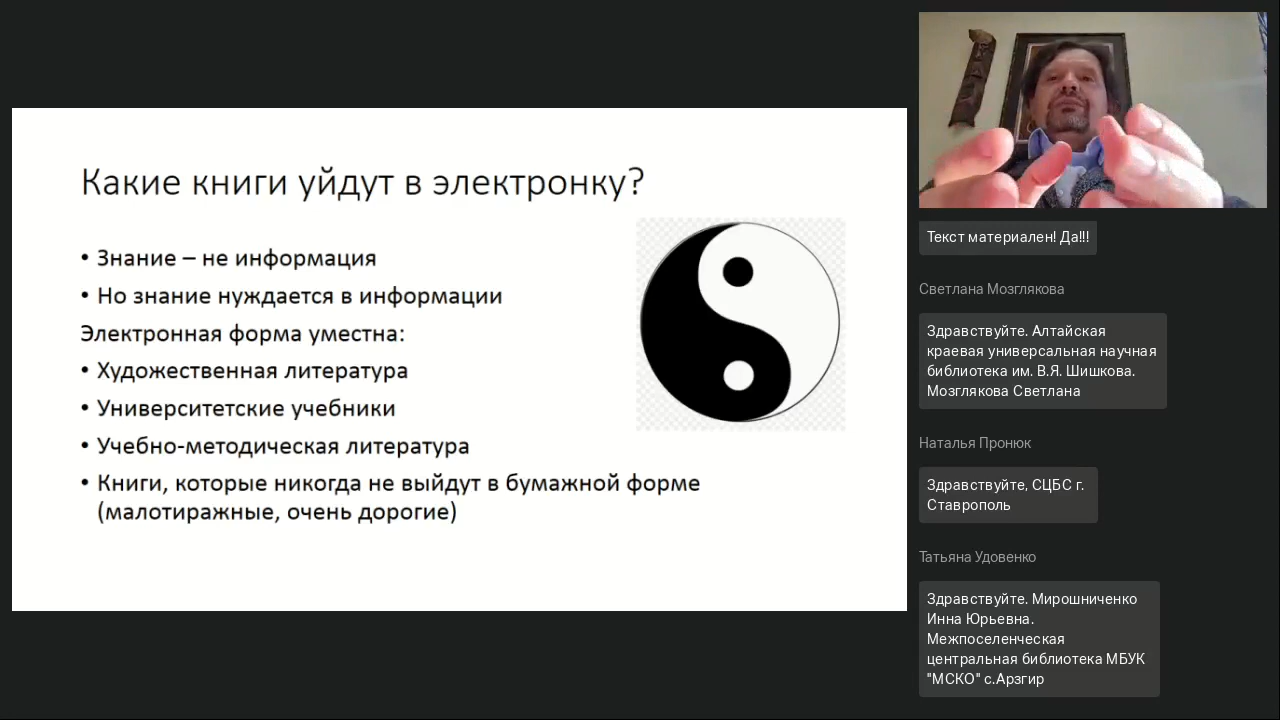 Какие книги уйдут в электронку?
• Знание – не информация
• Но знание нуждается в информации
Электронная форма уместна:
• Художественная литература
• Университетские учебники
• Учебно-методическая литература
• Книги, которые никогда не выйдут в бумажной форме
(малотиражные, очень дорогие)
Текст материален! Да!!!
Светлана Мозглякова
Здравствуйте. Алтайская
краевая универсальная научная
библиотека им. В.Я. Шишкова.
Мозглякова Светлана
Наталья Пронюк
Здравствуйте, СЦБС г.
Ставрополь
Татьяна Удовенко
Здравствуйте. Мирошниченко
Инна Юрьевна.
Межпоселенческая
центральная библиотека МБУК
"МСКО" с.Арзгир